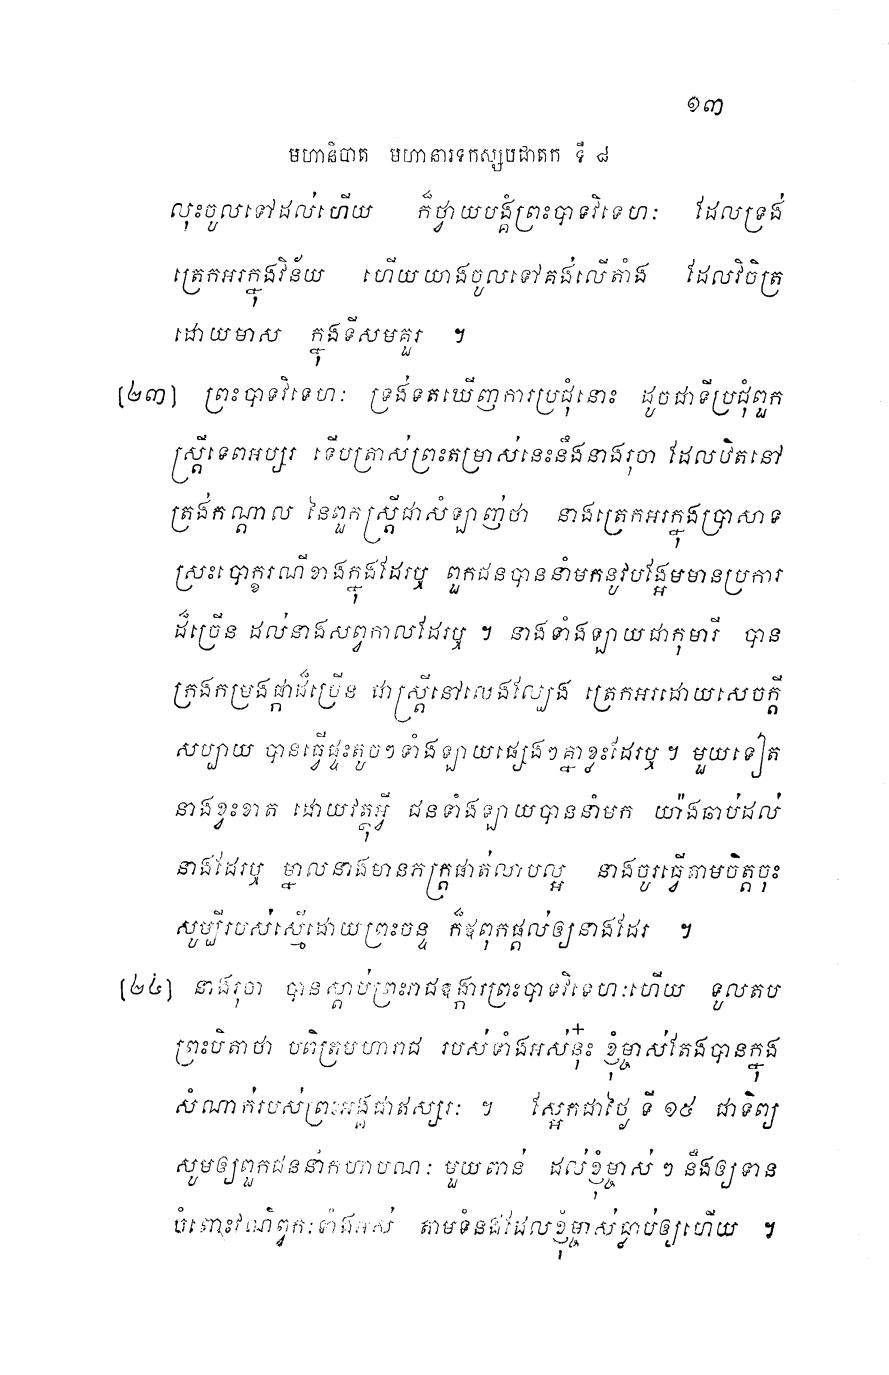 ១៣
មហានិបាត មហានារទកស្សបជាតក ទី ៨
លុះចូលទៅដល់ហើយ ក៏ថ្វាយបង្គំព្រះបាទវិទេហៈ ដែលទ្រង់
ត្រេកអរក្នុងវិន័យ ហើយយាងចូលទៅគង់លើតាំង ដែលវិចិត្រ
ដោយមាស ក្នុងទីសមគួរ ។
[២៣] ព្រះបាទវិទេហៈ ទ្រង់ទតឃើញការប្រជុំនោះ ដូចជាទីប្រជុំពួក
ស្ត្រីទេពអប្សរ ទើបត្រាស់ព្រះតម្រាស់នេះនឹងនាងរុចា ដែលឋិតនៅ
ត្រង់កណ្តាល នៃពួកស្ត្រីជាសំឡាញ់ថា នាងត្រេកអរក្នុងប្រាសាទ
ស្រះបោក្ខរណីខាងក្នុងដែរឬ ពួកជនបាននាំមកនូវបង្អែមមានប្រការ
ដ៏ច្រើន ដល់នាងសព្វកាលដែរឬ ។ នាងទាំងឡាយជាកុមារី បាន
ក្រងកម្រងផ្កាដ៏ច្រើន ជាស្ត្រីនៅលេងល្បែង ត្រេកអរដោយសេចក្តី
សប្បាយ បានធ្វើផ្ទះតូចៗទាំងឡាយផ្សេងៗគ្នាខ្លះដែរឬ ។ មួយទៀត
នាងខ្វះខាត ដោយវត្ថុអ្វី ជនទាំងឡាយបាននាំមក យ៉ាងឆាប់ដល់
នាងដែរឬ ម្នាលនាងមានភក្ត្រផាត់លាបល្អ នាងចូរធ្វើតាមចិត្តចុះ
សូម្បីរបស់ស្មើដោយព្រះចន្ទ ក៏ឪពុកផ្តល់ឲ្យនាងដែរ ។
[២៤] នាងរុចា បានស្តាប់ព្រះរាជឱង្ការព្រះបាទវិទេហៈហើយ ទូលតប
ព្រះបិតាថា បពិត្រមហារាជ របស់ទាំងអស់នុ៎ះ ខ្ញុំម្ចាស់តែងបានក្នុង
សំណាក់របស់ព្រះអង្គជាឥស្សរៈ ។ ស្អែកជាថ្ងៃ ទី ១៥ ជាទិព្យ
សូមឲ្យពួកជននាំកហាបណៈ មួយពាន់ ដល់ខ្ញុំម្ចាស់ ៗ នឹងឲ្យទាន
ចំពោះវណិព្វកៈទាំងអស់ តាមទំនងដែលខ្ញុំម្ចាស់ធ្លាប់ឲ្យហើយ ។